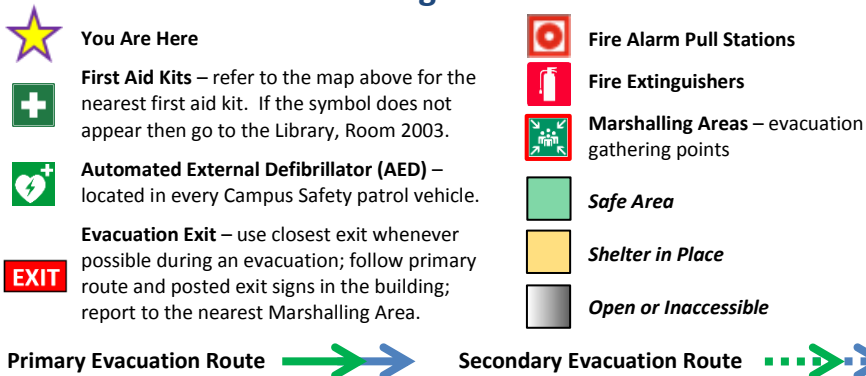 You Are Here
First Aid Kits – refer to the map above for the
nearest first aid kit. If the symbol does not
appear then go to the Library, Room 2003.
Automated External Defibrillator (AED) –
located in every Campus Safety patrol vehicle.
EXIT
Evacuation Exit – use closest exit whenever
possible during an evacuation; follow primary
route and posted exit signs in the building;
report to the nearest Marshalling Area.
Fire Alarm Pull Stations
Fire Extinguishers
Marshalling Areas – evacuation
gathering points
Safe Area
Shelter in Place
Open or Inaccessible
Primary Evacuation Route
Secondary Evacuation Route